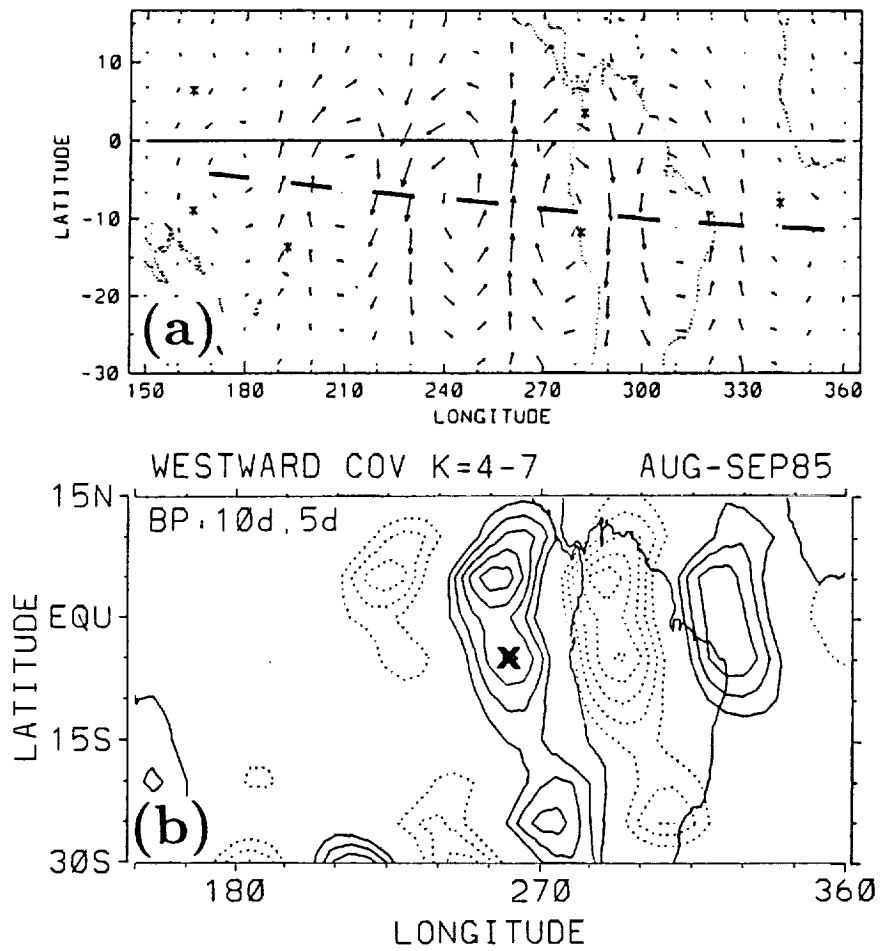 LATITUDE
10
0
-10
-20
-30
(a)
150 180 210 240 270 300 330 360
LONGITUDE
WESTWARD COV K=4-7 AUG-SEP85
BP:10d,5d
LATITUDE
15N
EQU
15S
30S
X
(b)
180 270 360
LONGITUDE